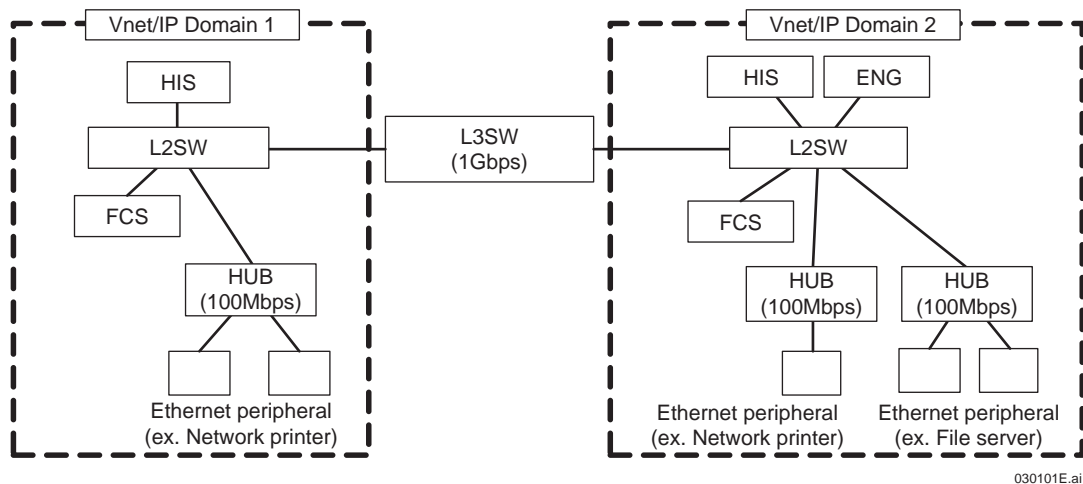 Vnet/IP Domain 1
HIS
L2SW
FCS
HUB
(100Mbps)
Ethernet peripheral
(ex. Network printer)
L3SW
(1Gbps)
Vnet/IP Domain 2
HIS
ENG
L2SW
FCS
HUB
(100Mbps)
HUB
(100Mbps)
Ethernet peripheral
(ex. Network printer)
Ethernet peripheral
(ex. File server)
030101E.ai